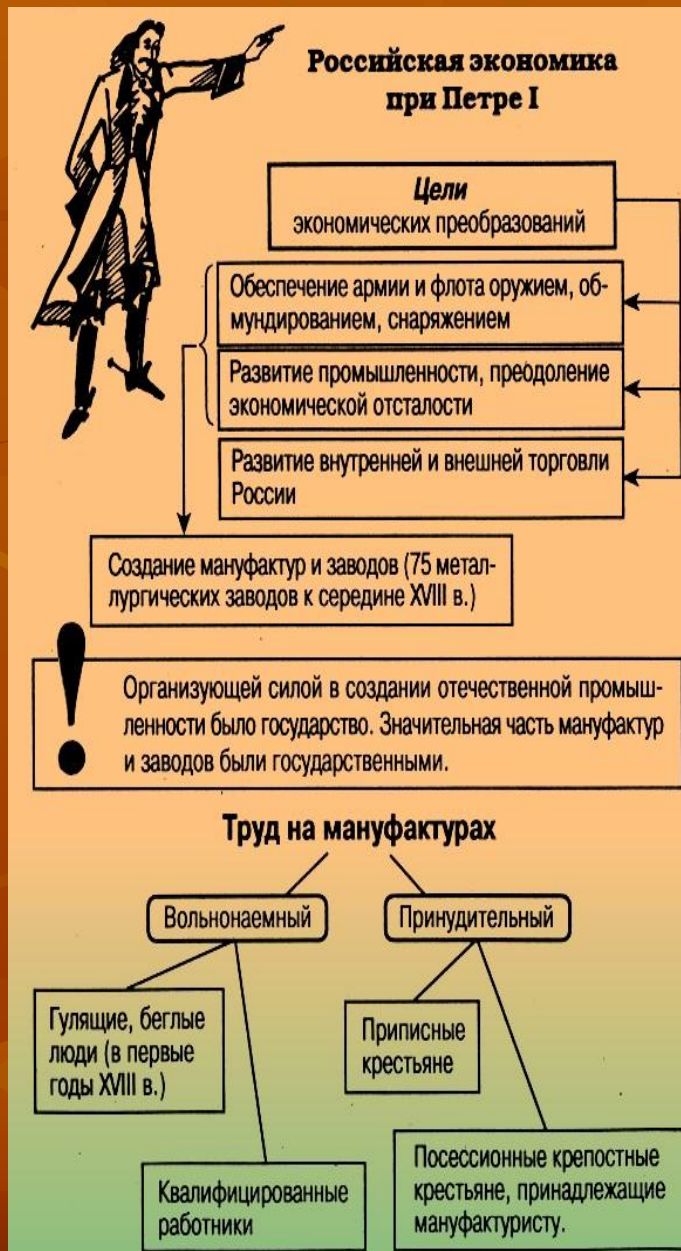 Российская экономика
при Петре I
Цели
экономических преобразований
Обеспечение армии и флота оружием, об-
мундированием, снаряжением
Развитие промышленности, преодоление
экономической отсталости
Развитие внутренней и внешней торговли
России
Создание мануфактур и заводов (75 метал-
лургических заводов к середине XVIII в.)
!
Организующей силой в создании отечественной промыш-
ленности было государство. Значительная часть мануфактур
и заводов были государственными.
Труд на мануфактурах
Вольнонаемный
Принудительный
Гулящие, беглые
люди (в первые
годы XVIII в.)
Приписные
крестьяне
Квалифицированные
работники
Посессионные крепостные
крестьяне, принадлежащие
мануфактуристу.